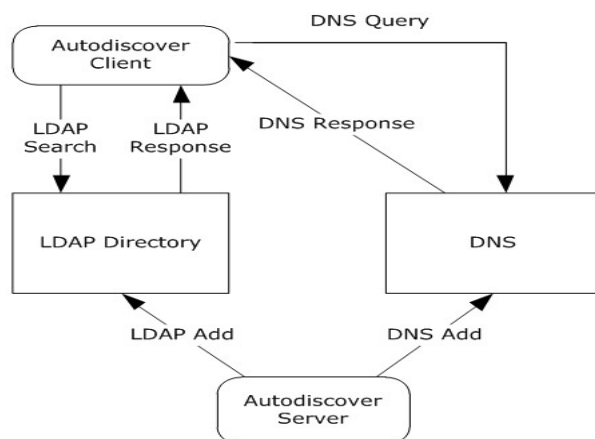 DNS Query
Autodiscover
Client
DNS Response
LDAP
Search
LDAP
Response
LDAP Directory
DNS
LDAP Add
DNS Add
Autodiscover
Server